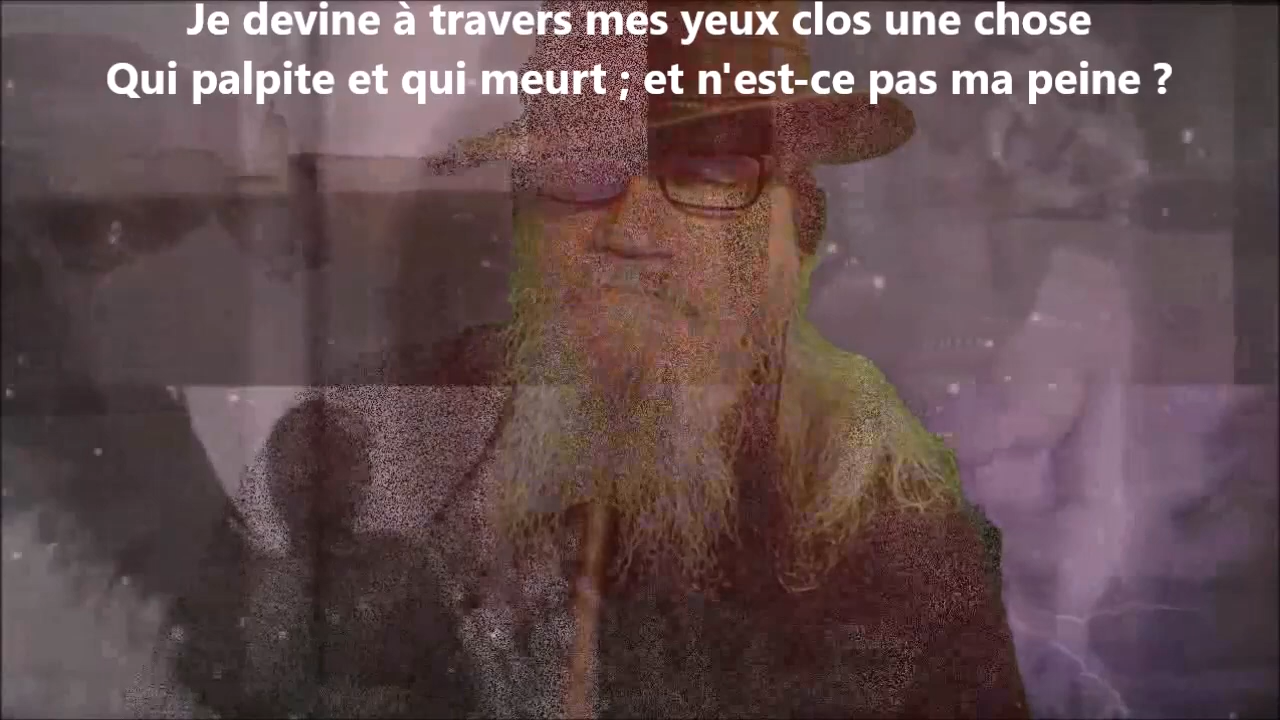 Je devine à travers mes yeux clos une chose
Qui palpite et qui meurt ; et n'est-ce pas ma peine ?